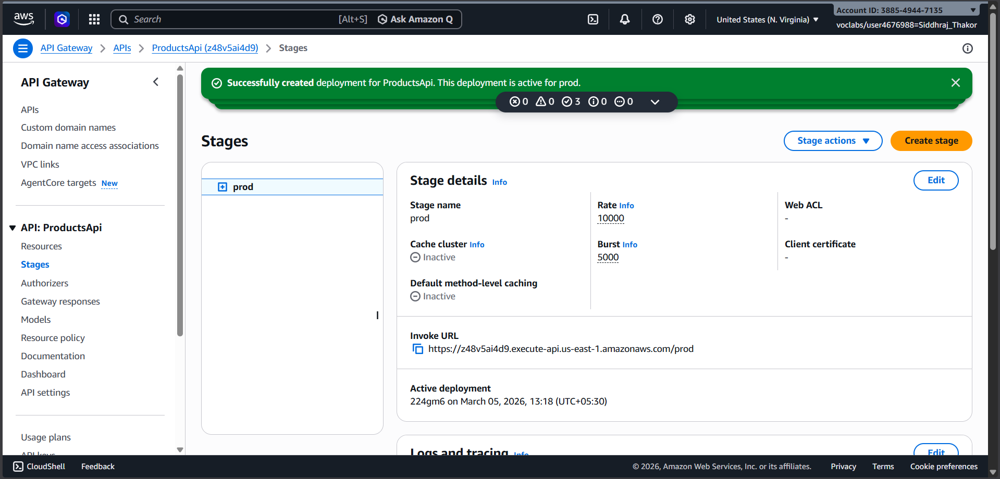 aws
Search
[Alt+S]
Ask Amazon Q
United States (N. Virginia)
Account ID: 3885-4944-7135
voclabs/user4676988=Siddhraj_Thakor
API Gateway
APIs
ProductsApi (z48v5ai4d9)
Stages
API Gateway
APIs
Custom domain names
Domain name access associations
VPC links
AgentCore targets New
API: ProductsApi
Resources
Stages
Authorizers
Gateway responses
Models
Resource policy
Documentation
Dashboard
API settings
Usage plans
API keys
Successfully created deployment for ProductsApi. This deployment is active for prod.
0 0 3 0 0
Stages
Stage actions
Create stage
prod
Stage details Info
Edit
Stage name
prod
Rate Info
10000
Web ACL
-
Cache cluster Info
Inactive
Burst Info
5000
Client certificate
-
Default method-level caching
Inactive
Invoke URL
https://z48v5ai4d9.execute-api.us-east-1.amazonaws.com/prod
Active deployment
224gm6 on March 05, 2026, 13:18 (UTC+05:30)
Logs and tracing Info
Edit
CloudShell
Feedback
© 2026, Amazon Web Services, Inc. or its affiliates.
Privacy
Terms
Cookie preferences